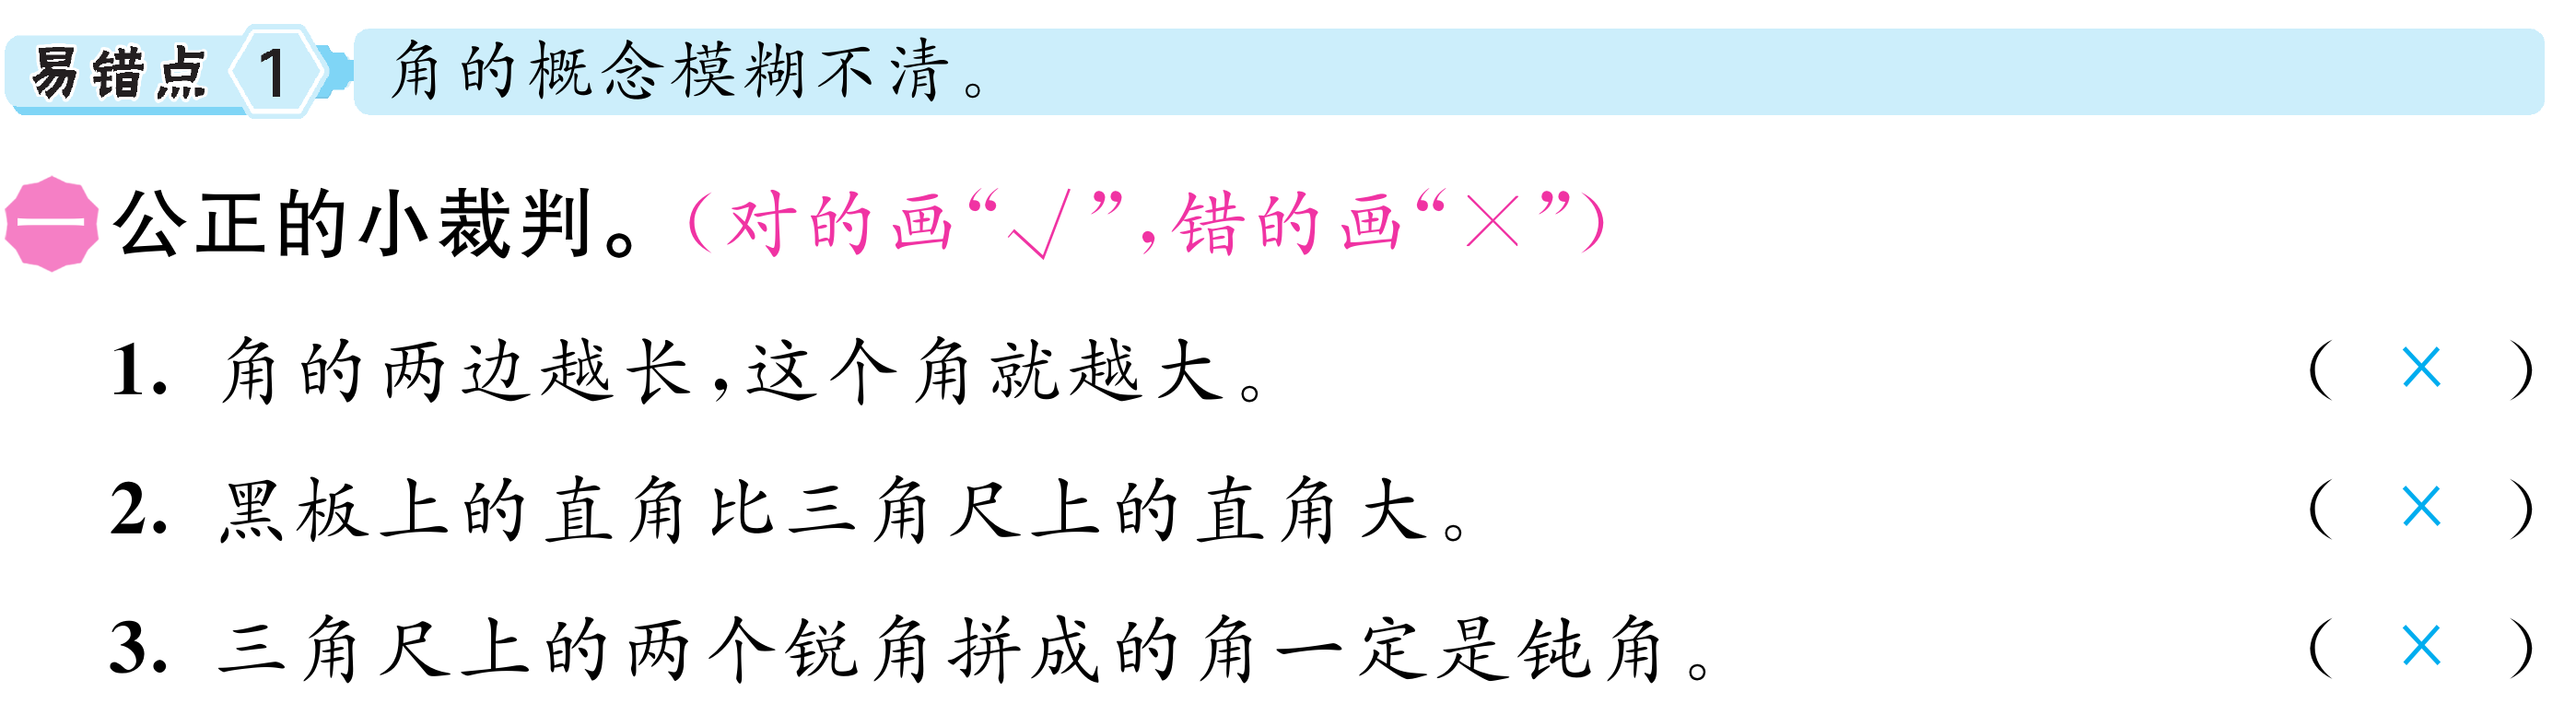 易错点 1 角的概念模糊不清。
一 公正的小裁判。(对的画“√”,错的画“×”)
1. 角的两边越长,这个角就越大。 ( × )
2. 黑板上的直角比三角尺上的直角大。 ( × )
3. 三角尺上的两个锐角拼成的角一定是钝角。 ( × )